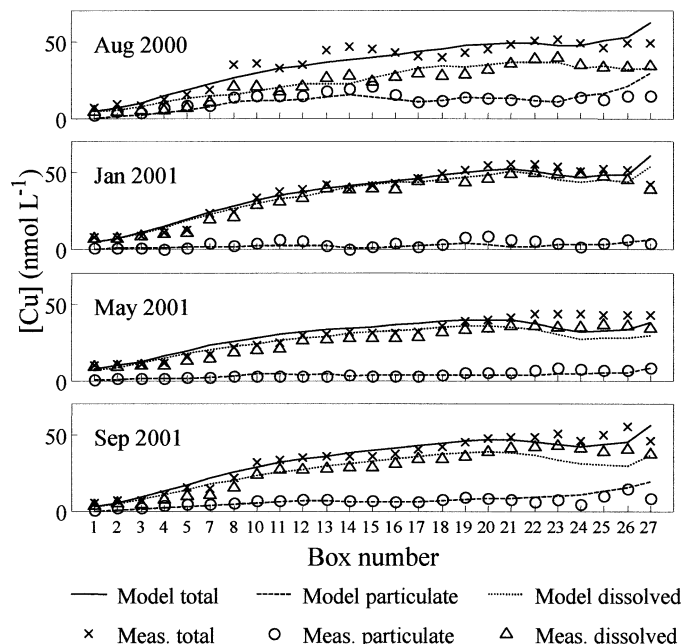 50
Aug 2000
0
50
Jan 2001
0
[Cu] (nmol L-1)
50
May 2001
0
50
Sep 2001
0
1 2 3 4 5 7 8 10 11 12 13 14 15 16 17 18 19 20 21 22 23 24 25 26 27
Box number
Model total Model particulate Model dissolved
× Meas. total ○ Meas. particulate △ Meas. dissolved